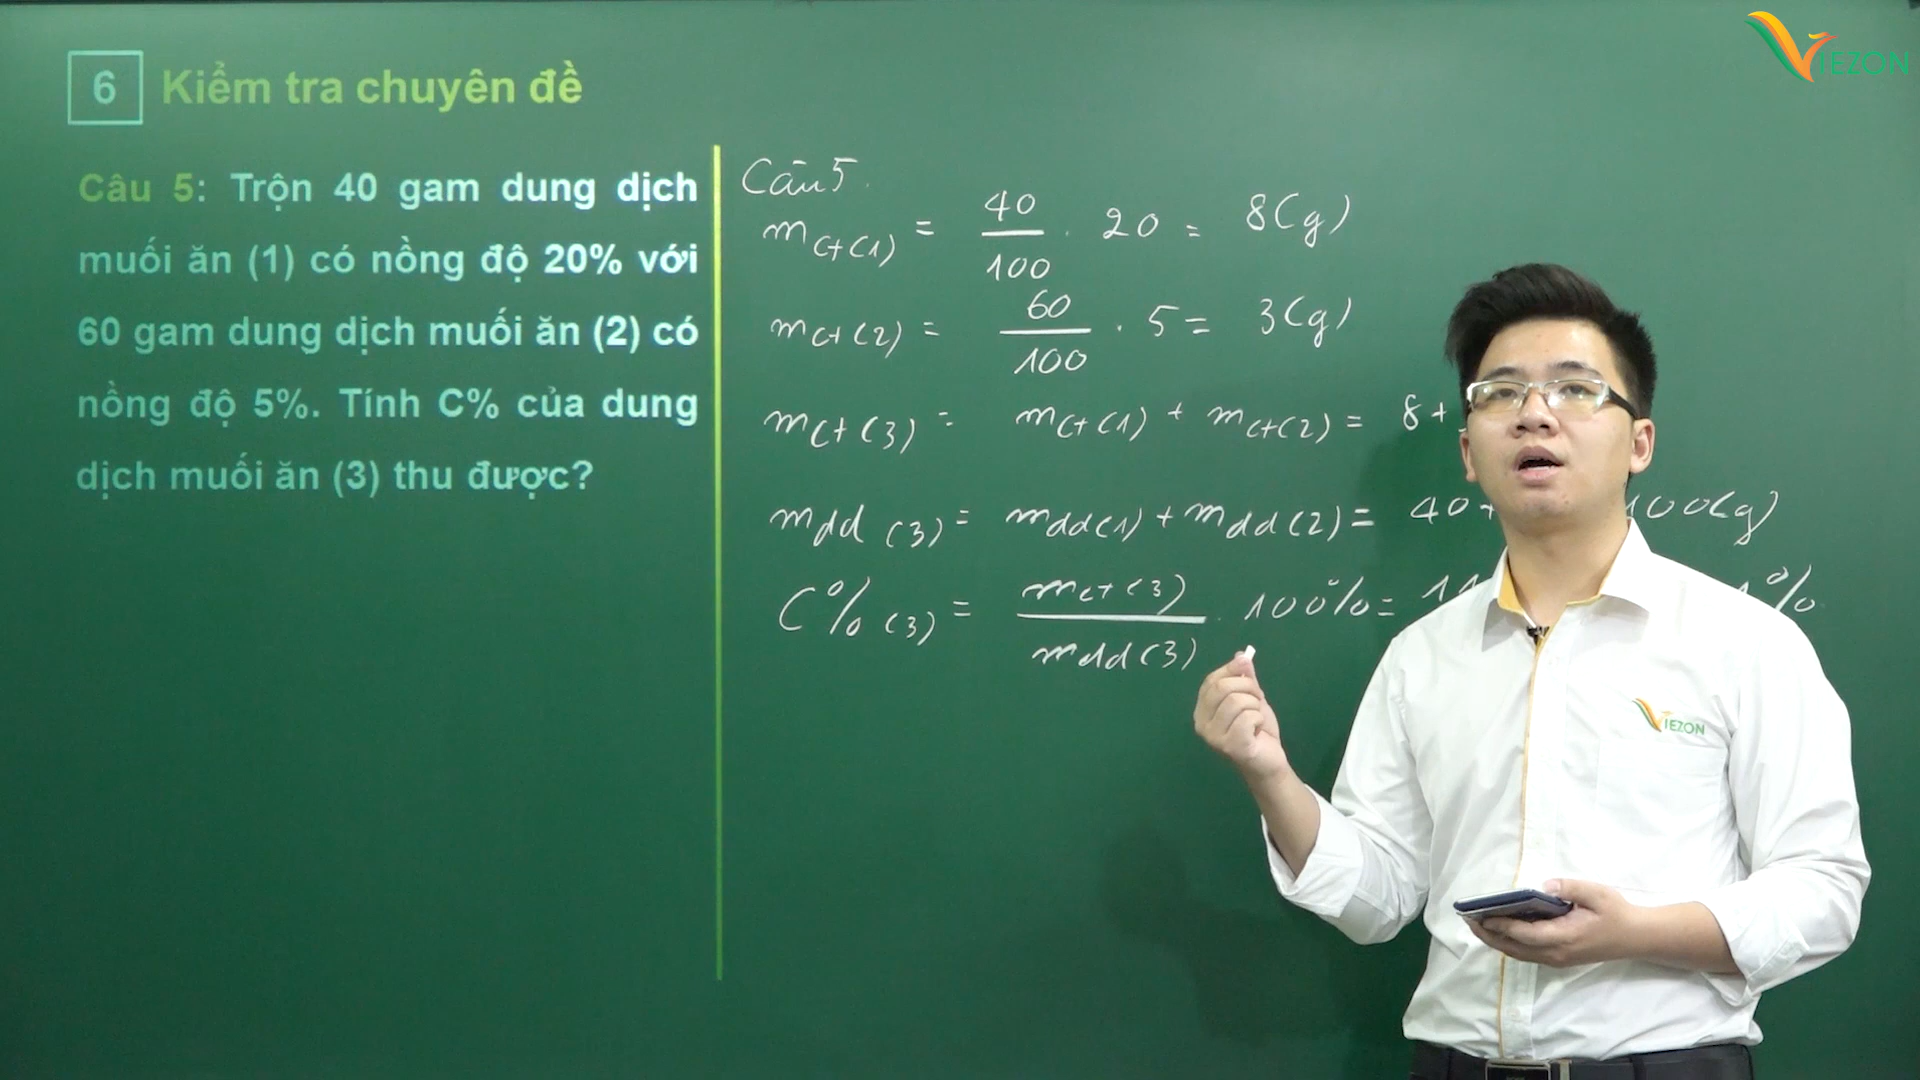 VIEZON
6 Kiểm tra chuyên đề
Câu 5: Trộn 40 gam dung dịch
muối ăn (1) có nồng độ 20% với
60 gam dung dịch muối ăn (2) có
nồng độ 5%. Tính C% của dung
dịch muối ăn (3) thu được?
Câu 5.
mct(1) = 40/100 . 20 = 8(g)
mct(2) = 60/100 . 5 = 3(g)
mct(3) = mct(1) + mct(2) = 8+
mdd(3) = mdd(1) + mdd(2) = 40+ 100(g)
C%(3) = mct(3)/mdd(3) . 100% = 11 %
VIEZON